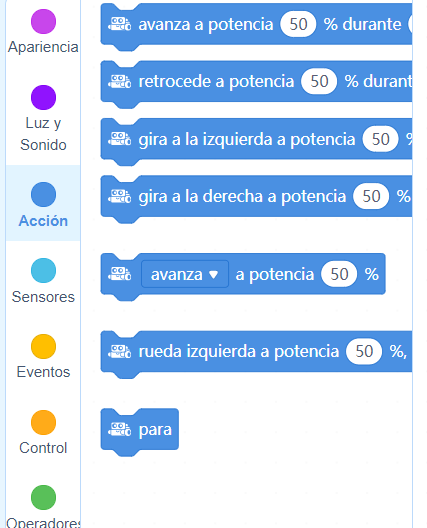 Apariencia
Luz y
Sonido
Acción
Sensores
Eventos
Control
Operadores
avanza a potencia 50 % durante
retrocede a potencia 50 % durant
gira a la izquierda a potencia 50 %
gira a la derecha a potencia 50 %
avanza ▼ a potencia 50 %
rueda izquierda a potencia 50 %,
para